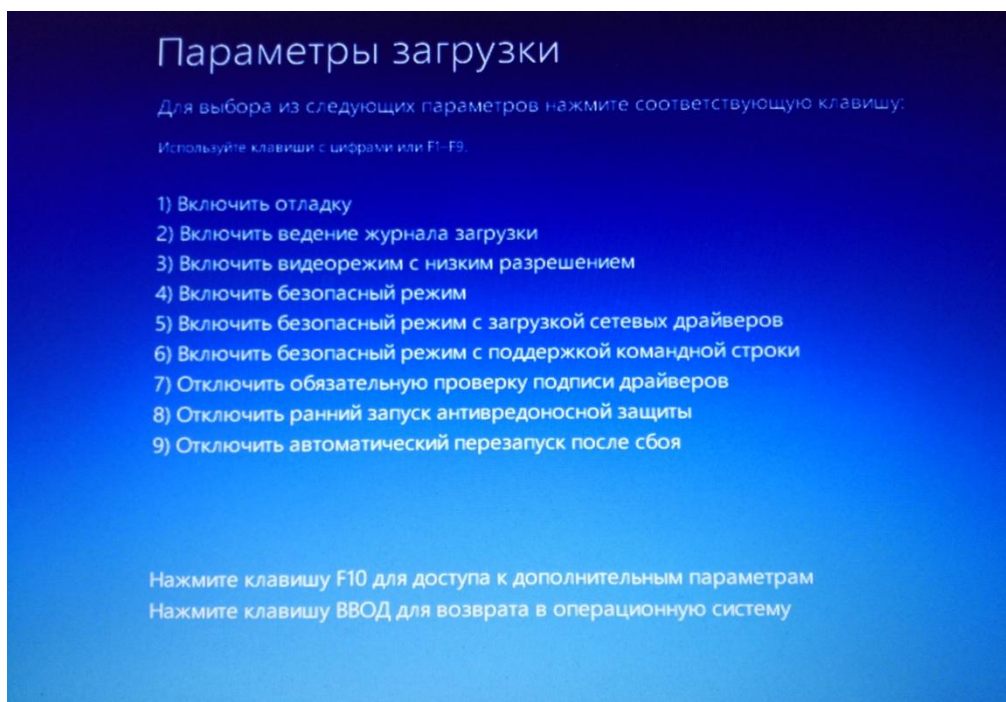 Параметры загрузки
Для выбора из следующих параметров нажмите соответствующую клавишу:
Используйте клавиши с цифрами или F1–F9.
1) Включить отладку
2) Включить ведение журнала загрузки
3) Включить видеорежим с низким разрешением
4) Включить безопасный режим
5) Включить безопасный режим с загрузкой сетевых драйверов
6) Включить безопасный режим с поддержкой командной строки
7) Отключить обязательную проверку подписи драйверов
8) Отключить ранний запуск антивредоносной защиты
9) Отключить автоматический перезапуск после сбоя
Нажмите клавишу F10 для доступа к дополнительным параметрам
Нажмите клавишу ВВОД для возврата в операционную систему